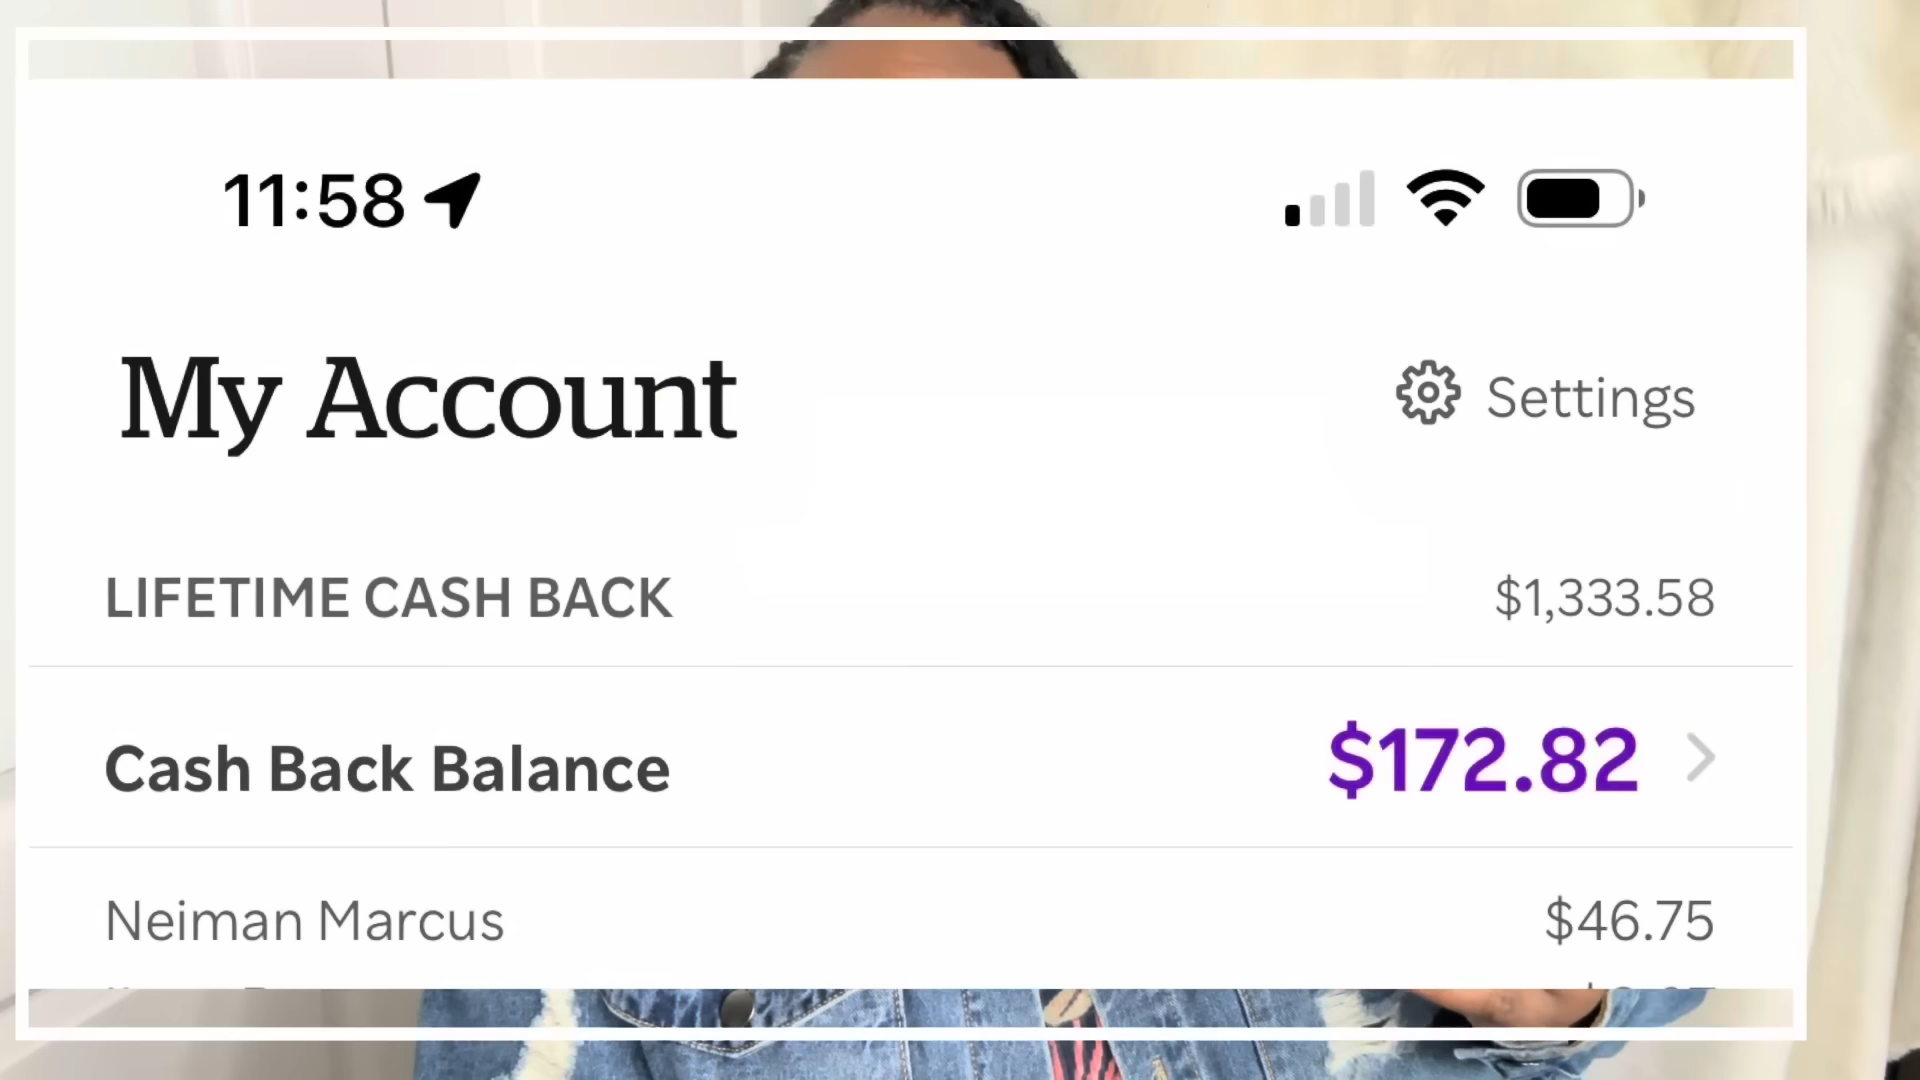 11:58
My Account
Settings
LIFETIME CASH BACK $1,333.58
Cash Back Balance $172.82
Neiman Marcus $46.75